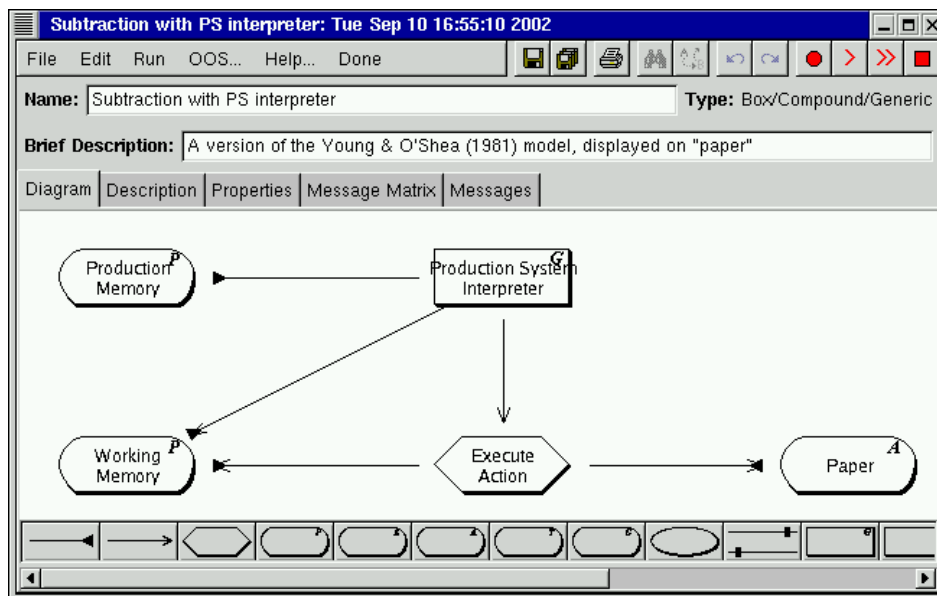 Subtraction with PS interpreter: Tue Sep 10 16:55:10 2002
File Edit Run OOS... Help... Done
Name: Subtraction with PS interpreter Type: Box/Compound/Generic
Brief Description: A version of the Young & O'Shea (1981) model, displayed on "paper"
Diagram Description Properties Message Matrix Messages
P
Production
Memory
G
Production System
Interpreter
P
Working
Memory
Execute
Action
A
Paper